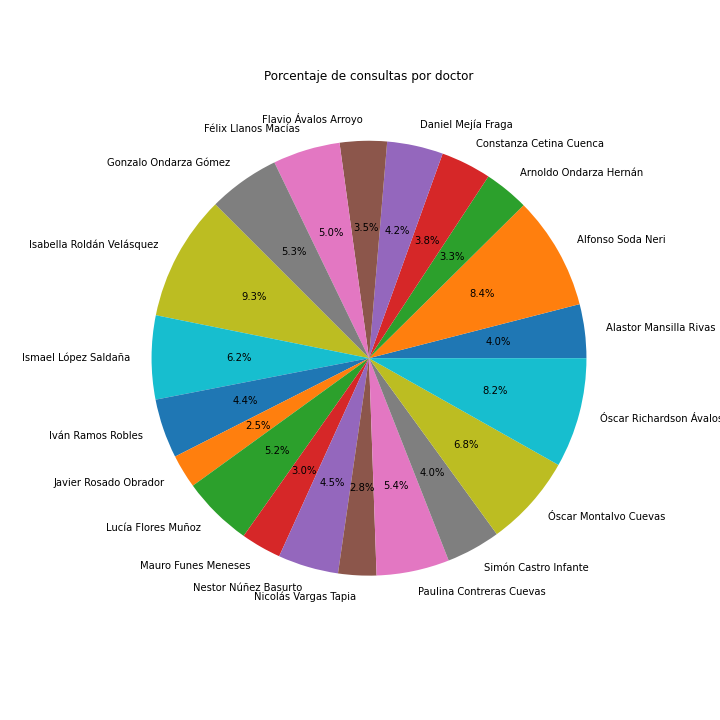 Porcentaje de consultas por doctor
Alastor Mansilla Rivas
4.0%
Alfonso Soda Neri
8.4%
Arnoldo Ondarza Hernán
3.3%
Constanza Cetina Cuenca
3.8%
Daniel Mejía Fraga
4.2%
Flavio Ávalos Arroyo
3.5%
Félix Llanos Macías
5.0%
Gonzalo Ondarza Gómez
5.3%
Isabella Roldán Velásquez
9.3%
Ismael López Saldaña
6.2%
Iván Ramos Robles
4.4%
Javier Rosado Obrador
2.5%
Lucía Flores Muñoz
5.2%
Mauro Funes Meneses
3.0%
Nestor Núñez Basurto
4.5%
Nicolás Vargas Tapia
2.8%
Paulina Contreras Cuevas
5.4%
Simón Castro Infante
4.0%
Óscar Montalvo Cuevas
6.8%
Óscar Richardson Ávalos
8.2%